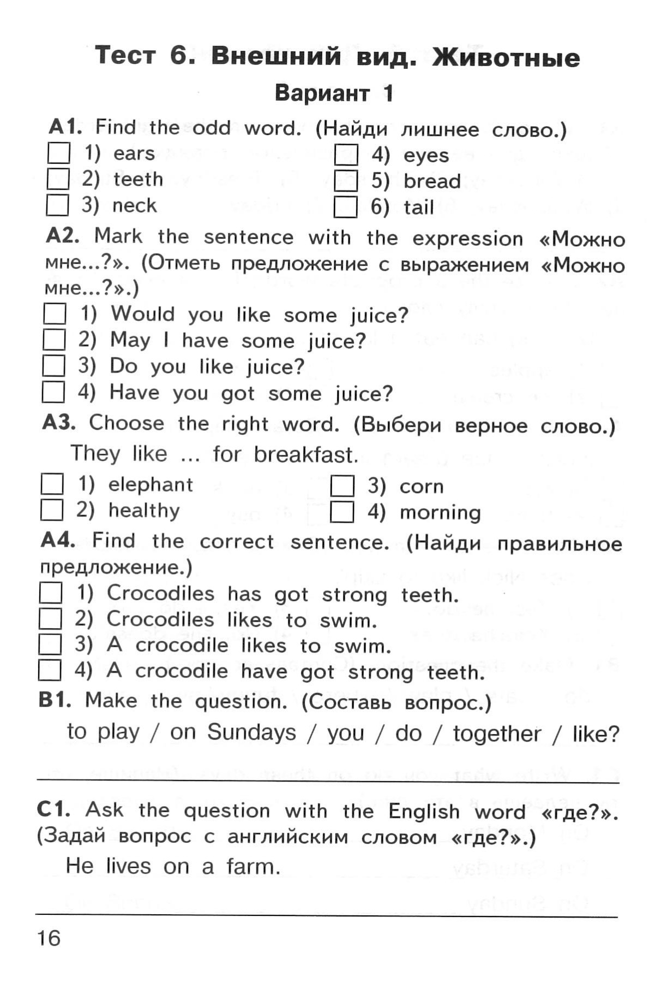 Тест 6. Внешний вид. Животные
Вариант 1
A1. Find the odd word. (Найди лишнее слово.)
1) ears 4) eyes
2) teeth 5) bread
3) neck 6) tail
A2. Mark the sentence with the expression «Можно
мне...?». (Отметь предложение с выражением «Можно
мне...?».)
1) Would you like some juice?
2) May I have some juice?
3) Do you like juice?
4) Have you got some juice?
A3. Choose the right word. (Выбери верное слово.)
They like ... for breakfast.
1) elephant 3) corn
2) healthy 4) morning
A4. Find the correct sentence. (Найди правильное
предложение.)
1) Crocodiles has got strong teeth.
2) Crocodiles likes to swim.
3) A crocodile likes to swim.
4) A crocodile have got strong teeth.
B1. Make the question. (Составь вопрос.)
to play / on Sundays / you / do / together / like?
C1. Ask the question with the English word «где?».
(Задай вопрос с английским словом «где?».)
He lives on a farm.
16